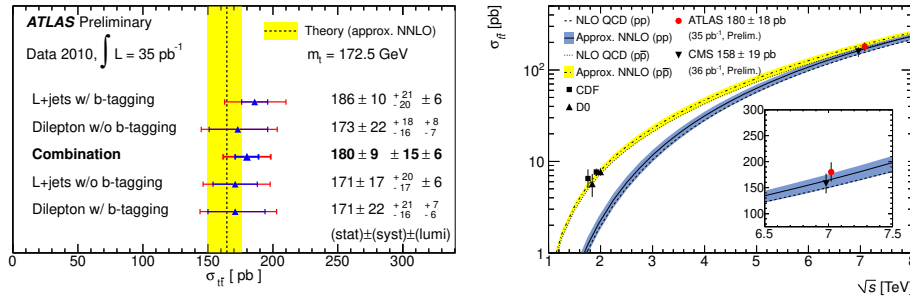 ATLAS Preliminary
Data 2010, ∫ L = 35 pb⁻¹
Theory (approx. NNLO)
mₜ = 172.5 GeV
L+jets w/ b-tagging 186 ± 10 +21 -20 ± 6
Dilepton w/o b-tagging 173 ± 22 +18 -16 +8 -7
Combination 180 ± 9 ± 15 ± 6
L+jets w/o b-tagging 171 ± 17 +20 -17 ± 6
Dilepton w/ b-tagging 171 ± 22 +21 -16 +7 -6
(stat)±(syst)±(lumi)
0 50 100 150 200 250 300
σtt̄ [ pb ]
σtt̄ [pb]
10²
10
1
NLO QCD (pp)
Approx. NNLO (pp)
NLO QCD (pp̄)
Approx. NNLO (pp̄)
CDF
D0
ATLAS 180 ± 18 pb
(35 pb⁻¹, Prelim.)
CMS 158 ± 19 pb
(36 pb⁻¹, Prelim.)
300
250
200
150
100
6.5 7 7.5
1 2 3 4 5 6 7 8
√s [TeV]